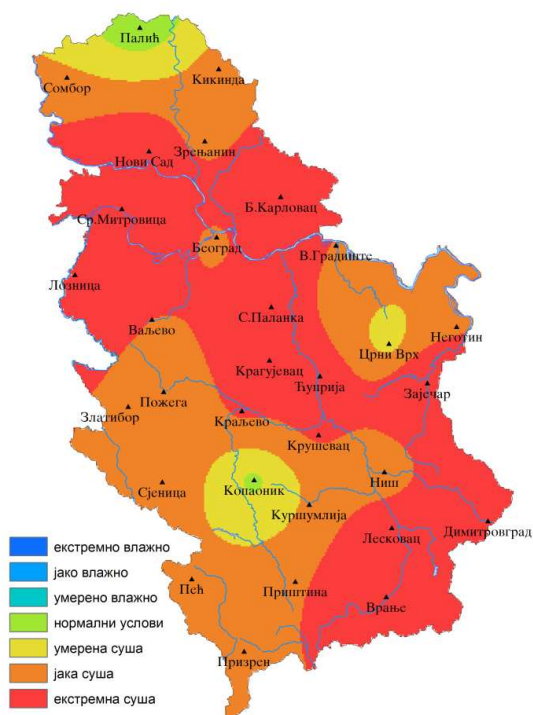 Палић
Кикинда
Сомбор
Зрењанин
Нови Сад
Б.Карловац
Ср.Митровица
Београд
В.Градиште
Лозница
С.Паланка
Ваљево
Неготин
Црни Врх
Крагујевац
Ћуприја
Зајечар
Пожега
Златибор
Краљево
Крушевац
Ниш
Копаоник
Сјеница
Куршумлија
Лесковац
Димитровград
Пећ
Приштина
Врање
Призрен
екстремно влажно
јако влажно
умерено влажно
нормални услови
умерена суша
јака суша
екстремна суша